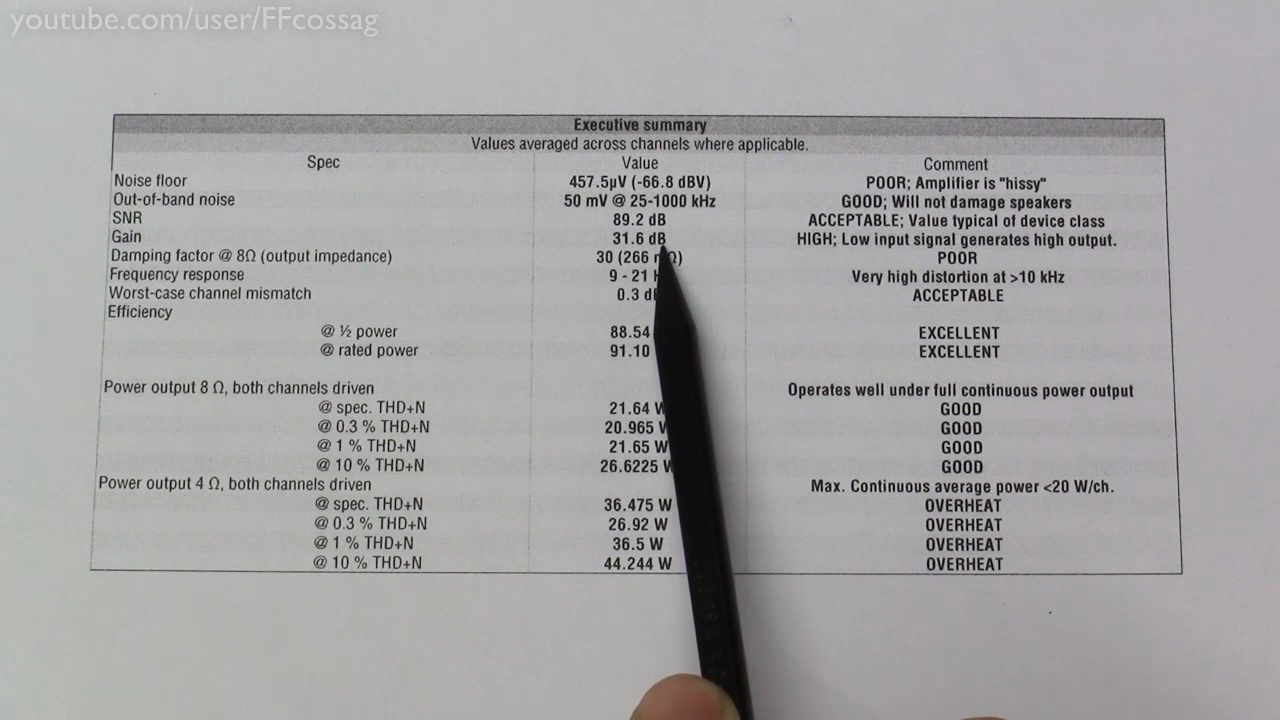 youtube.com/user/FFcossag
Executive summary
Values averaged across channels where applicable.
Spec Value Comment
Noise floor 457.5µV (-66.8 dBV) POOR; Amplifier is "hissy"
Out-of-band noise 50 mV @ 25-1000 kHz GOOD; Will not damage speakers
SNR 89.2 dB ACCEPTABLE; Value typical of device class
Gain 31.6 dB HIGH; Low input signal generates high output.
Damping factor @ 8Ω (output impedance) 30 (266 Ω) POOR
Frequency response 9 - 21 Very high distortion at >10 kHz
Worst-case channel mismatch 0.3 dB ACCEPTABLE
Efficiency
@ ½ power 88.54 EXCELLENT
@ rated power 91.10 EXCELLENT
Power output 8 Ω, both channels driven Operates well under full continuous power output
@ spec. THD+N 21.64 W GOOD
@ 0.3 % THD+N 20.965 W GOOD
@ 1 % THD+N 21.65 W GOOD
@ 10 % THD+N 26.6225 W GOOD
Power output 4 Ω, both channels driven Max. Continuous average power <20 W/ch.
@ spec. THD+N 36.475 W OVERHEAT
@ 0.3 % THD+N 26.92 W OVERHEAT
@ 1 % THD+N 36.5 W OVERHEAT
@ 10 % THD+N 44.244 W OVERHEAT